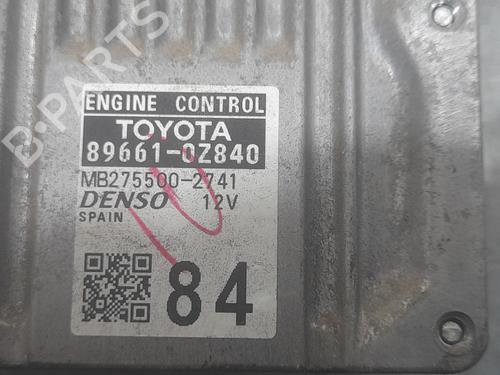 B-PARTS
ENGINE CONTROL
TOYOTA
89661-0Z840
MB275500-2741
DENSO 12V
SPAIN
84